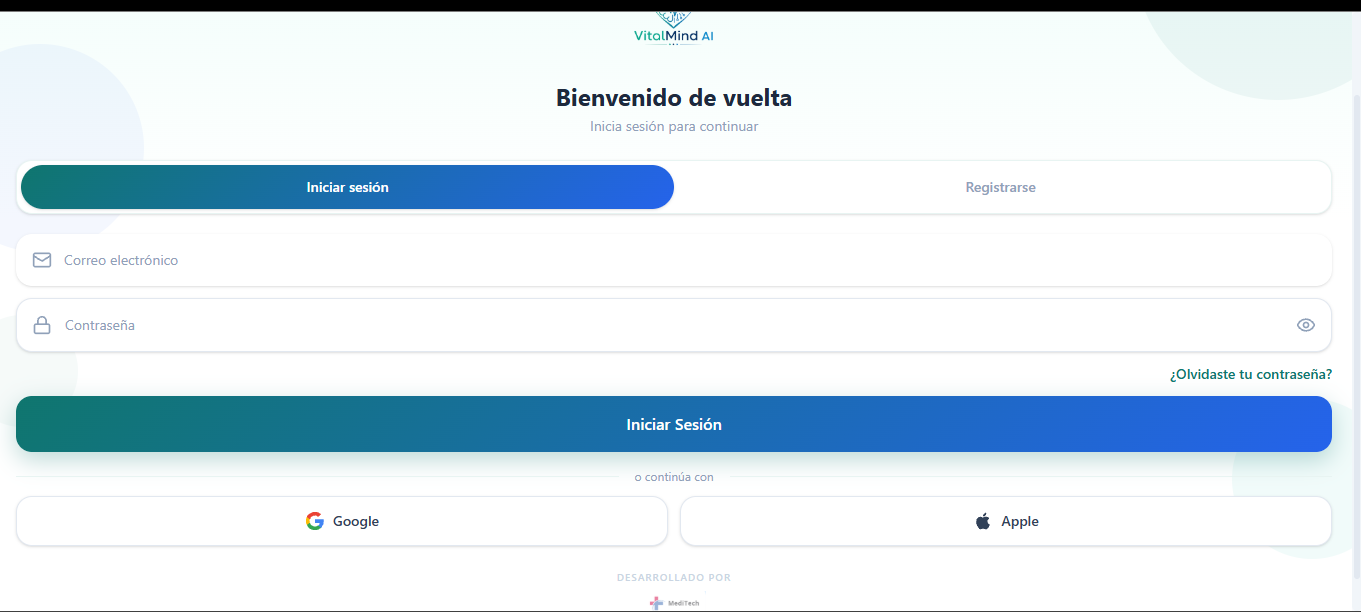 VitalMind AI
Bienvenido de vuelta
Inicia sesión para continuar
Iniciar sesión
Registrarse
Correo electrónico
Contraseña
¿Olvidaste tu contraseña?
Iniciar Sesión
o continúa con
Google
Apple
DESARROLLADO POR
MediTech